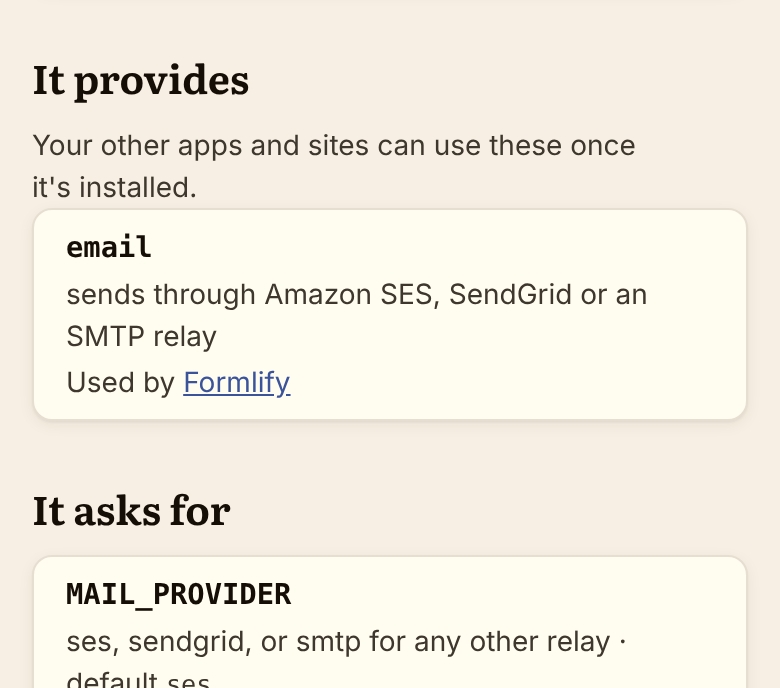 It provides
Your other apps and sites can use these once
it's installed.
email
sends through Amazon SES, SendGrid or an
SMTP relay
Used by Formlify
It asks for
MAIL_PROVIDER
ses, sendgrid, or smtp for any other relay ·
default ses